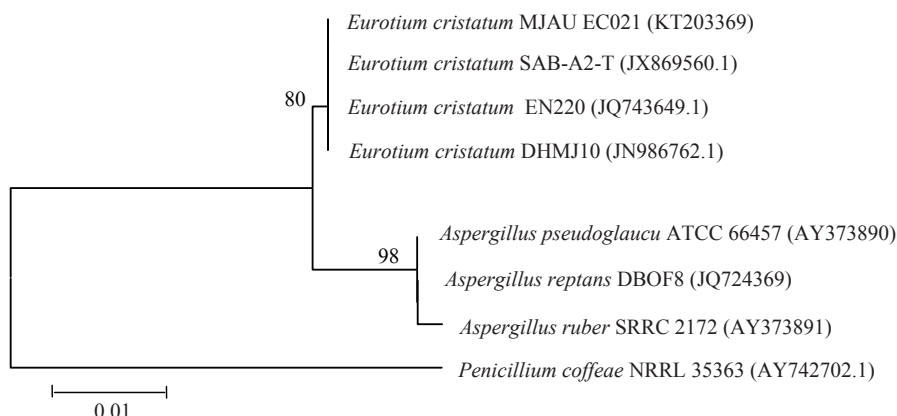 Eurotium cristatum MJAU EC021 (KT203369)
Eurotium cristatum SAB-A2-T (JX869560.1)
80
Eurotium cristatum EN220 (JQ743649.1)
Eurotium cristatum DHMJ10 (JN986762.1)
Aspergillus pseudoglaucu ATCC 66457 (AY373890)
98
Aspergillus reptans DBOF8 (JQ724369)
Aspergillus ruber SRRC 2172 (AY373891)
Penicillium coffeae NRRL 35363 (AY742702.1)
0.01